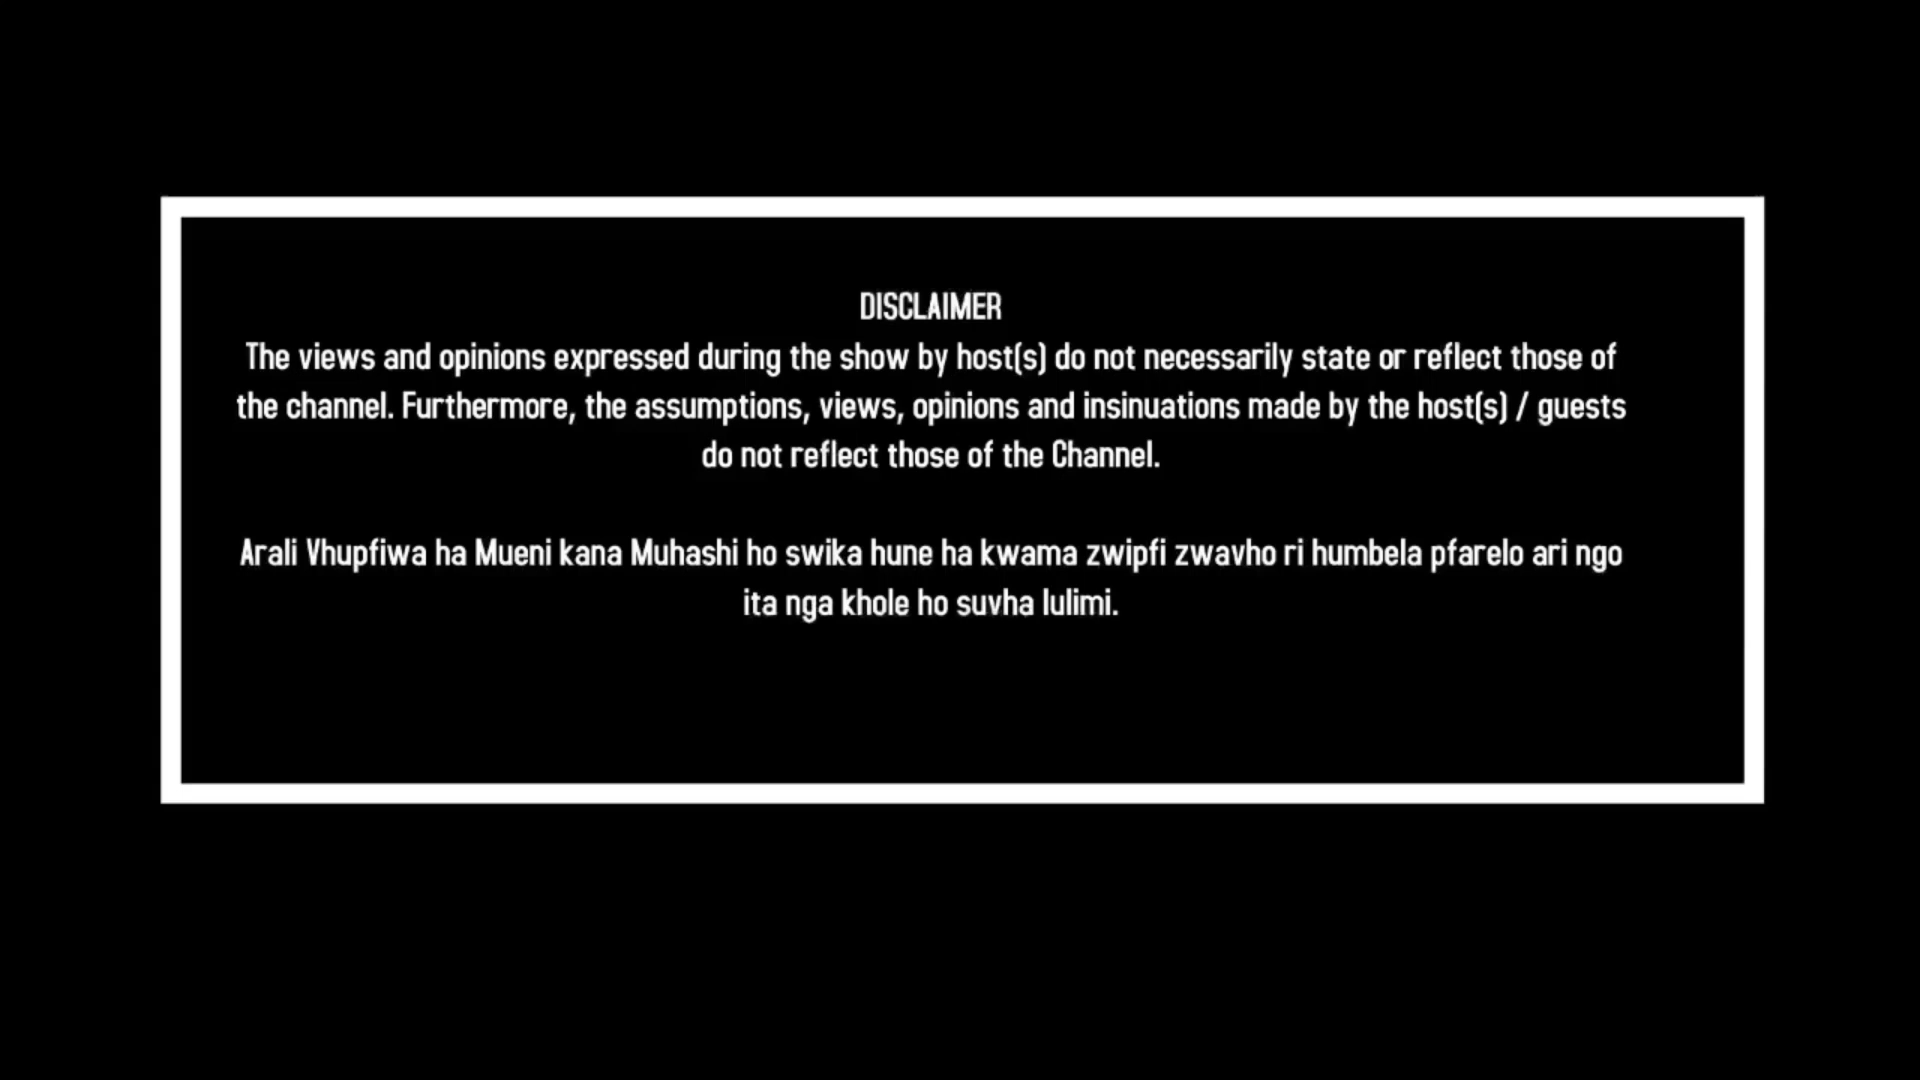 DISCLAIMER
The views and opinions expressed during the show by host(s) do not necessarily state or reflect those of
the channel. Furthermore, the assumptions, views, opinions and insinuations made by the host(s) / guests
do not reflect those of the Channel.
Arali Vhupfiwa ha Mueni kana Muhashi ho swika hune ha kwama zwipfi zwavho ri humbela pfarelo ari ngo
ita nga khole ho suvha lulimi.